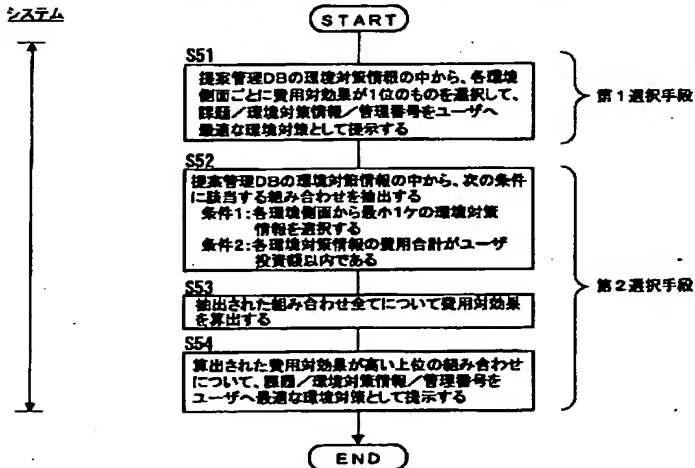 システム
START
S51
提案管理DBの環境対策情報の中から、各環境
側面ごとに費用対効果が1位のものを選択して、
課題／環境対策情報／管理番号をユーザへ
最適な環境対策として提示する
第1選択手段
S52
提案管理DBの環境対策情報の中から、次の条件
に該当する組み合わせを抽出する
条件1:各環境側面から最小1ケの環境対策
情報を選択する
条件2:各環境対策情報の費用合計がユーザ
投資額以内である
S53
抽出された組み合わせ全てについて費用対効果
を算出する
第2選択手段
S54
算出された費用対効果が高い上位の組み合わせ
について、課題／環境対策情報／管理番号を
ユーザへ最適な環境対策として提示する
END